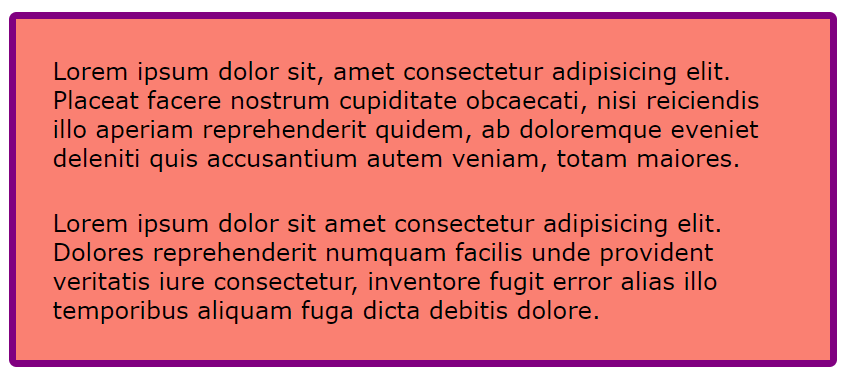 Lorem ipsum dolor sit, amet consectetur adipisicing elit.
Placeat facere nostrum cupiditate obcaecati, nisi reiciendis
illo aperiam reprehenderit quidem, ab doloremque eveniet
deleniti quis accusantium autem veniam, totam maiores.
Lorem ipsum dolor sit amet consectetur adipisicing elit.
Dolores reprehenderit numquam facilis unde provident
veritatis iure consectetur, inventore fugit error alias illo
temporibus aliquam fuga dicta debitis dolore.